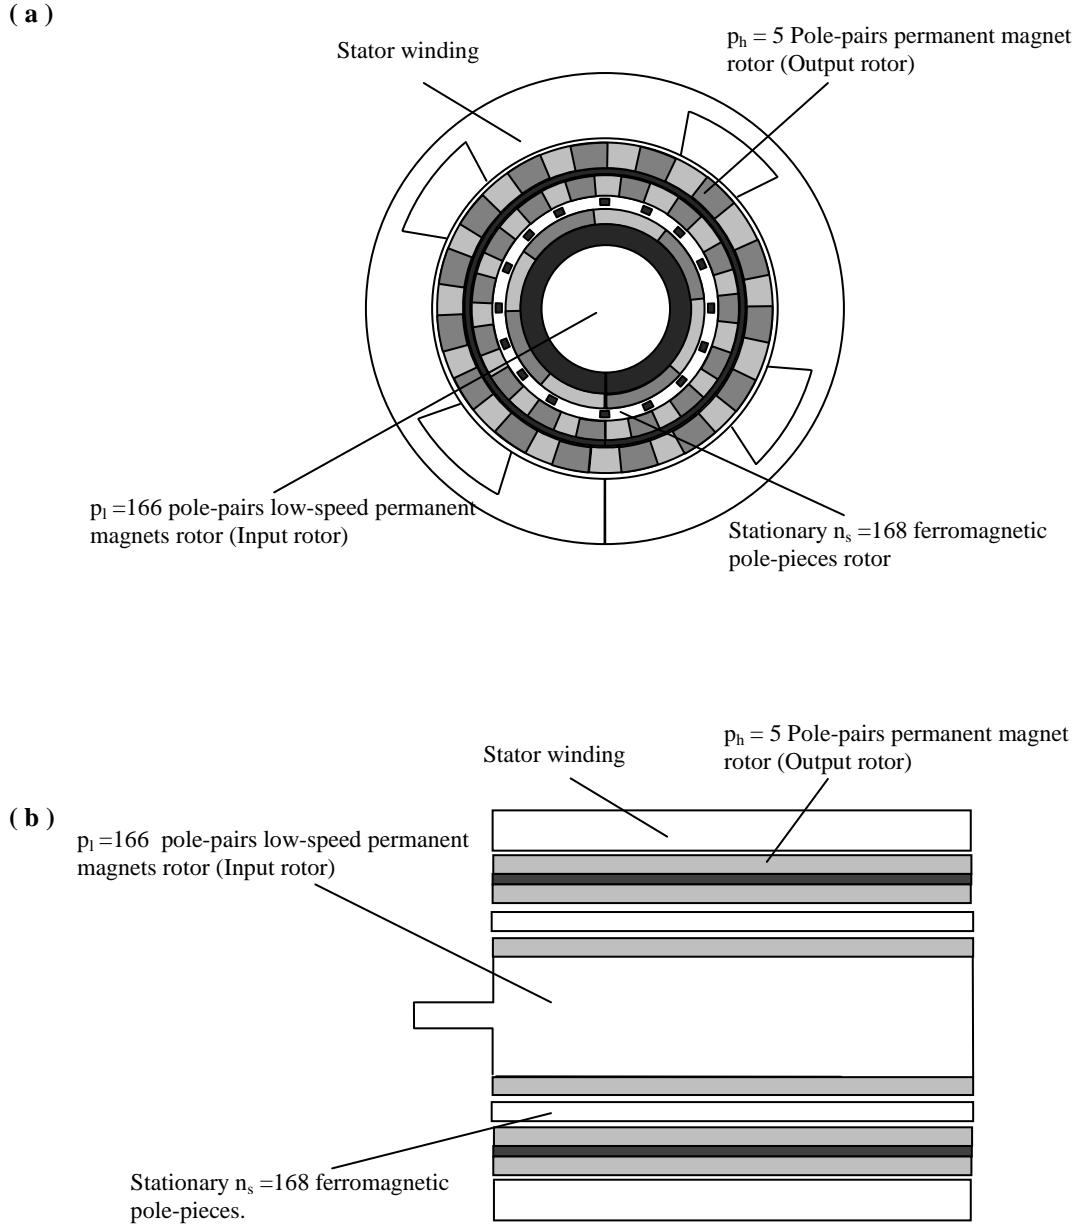 ( a )
Stator winding
p_h = 5 Pole-pairs permanent magnet
rotor (Output rotor)
p_l =166 pole-pairs low-speed permanent
magnets rotor (Input rotor)
Stationary n_s =168 ferromagnetic
pole-pieces rotor
( b )
Stator winding
p_h = 5 Pole-pairs permanent magnet
rotor (Output rotor)
p_l =166 pole-pairs low-speed permanent
magnets rotor (Input rotor)
Stationary n_s =168 ferromagnetic
pole-pieces.